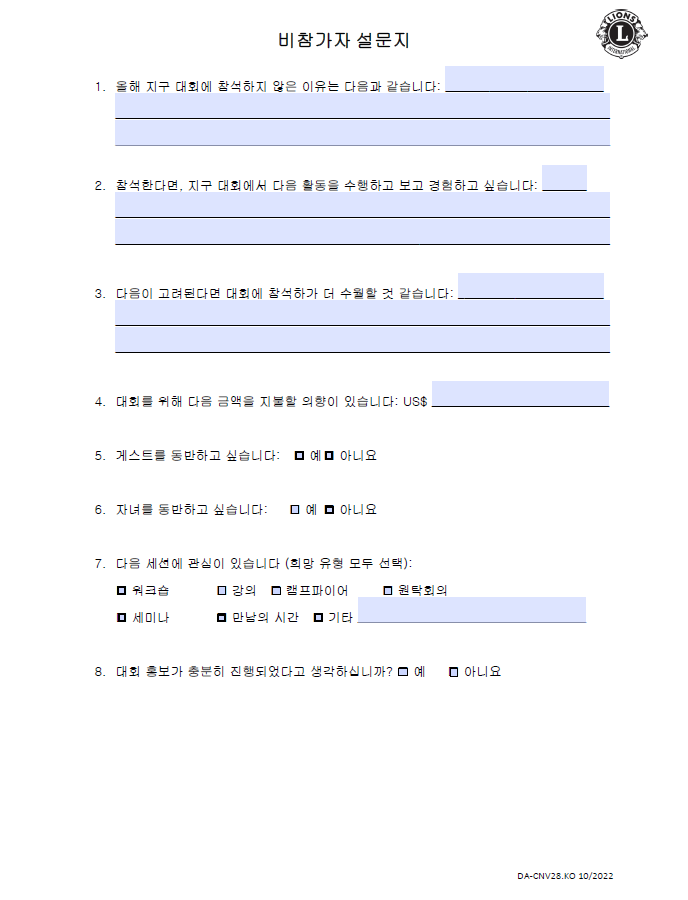 비참가자 설문지
LIONS
L
INTERNATIONAL
1. 올해 지구 대회에 참석하지 않은 이유는 다음과 같습니다:
2. 참석한다면, 지구 대회에서 다음 활동을 수행하고 보고 경험하고 싶습니다:
3. 다음이 고려된다면 대회에 참석하가 더 수월할 것 같습니다:
4. 대회를 위해 다음 금액을 지불할 의향이 있습니다: US$
5. 게스트를 동반하고 싶습니다: 예 아니요
6. 자녀를 동반하고 싶습니다: 예 아니요
7. 다음 세션에 관심이 있습니다 (희망 유형 모두 선택):
워크숍 강의 캠프파이어 원탁회의
세미나 만남의 시간 기타
8. 대회 홍보가 충분히 진행되었다고 생각하십니까? 예 아니요
DA-CNV28.KO 10/2022